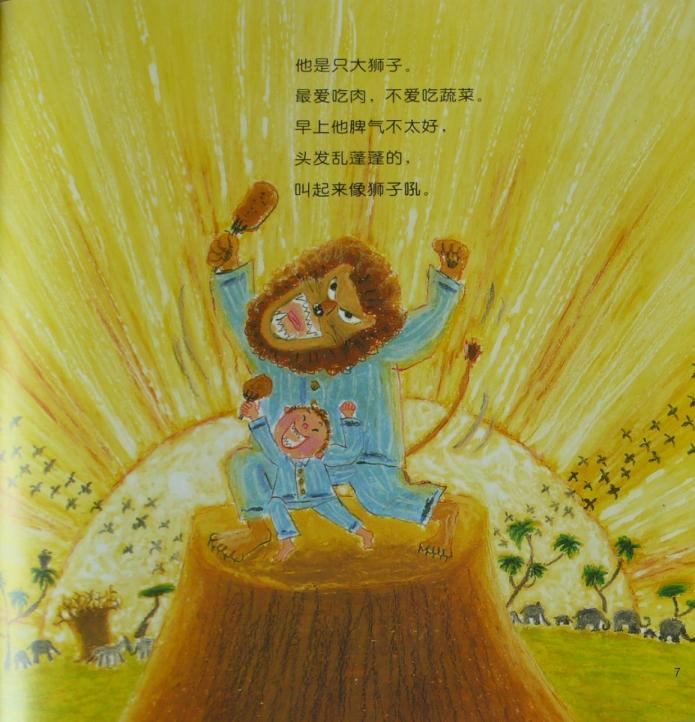 他是只大狮子。
最爱吃肉，不爱吃蔬菜。
早上他脾气不太好，
头发乱蓬蓬的，
叫起来像狮子吼。
7